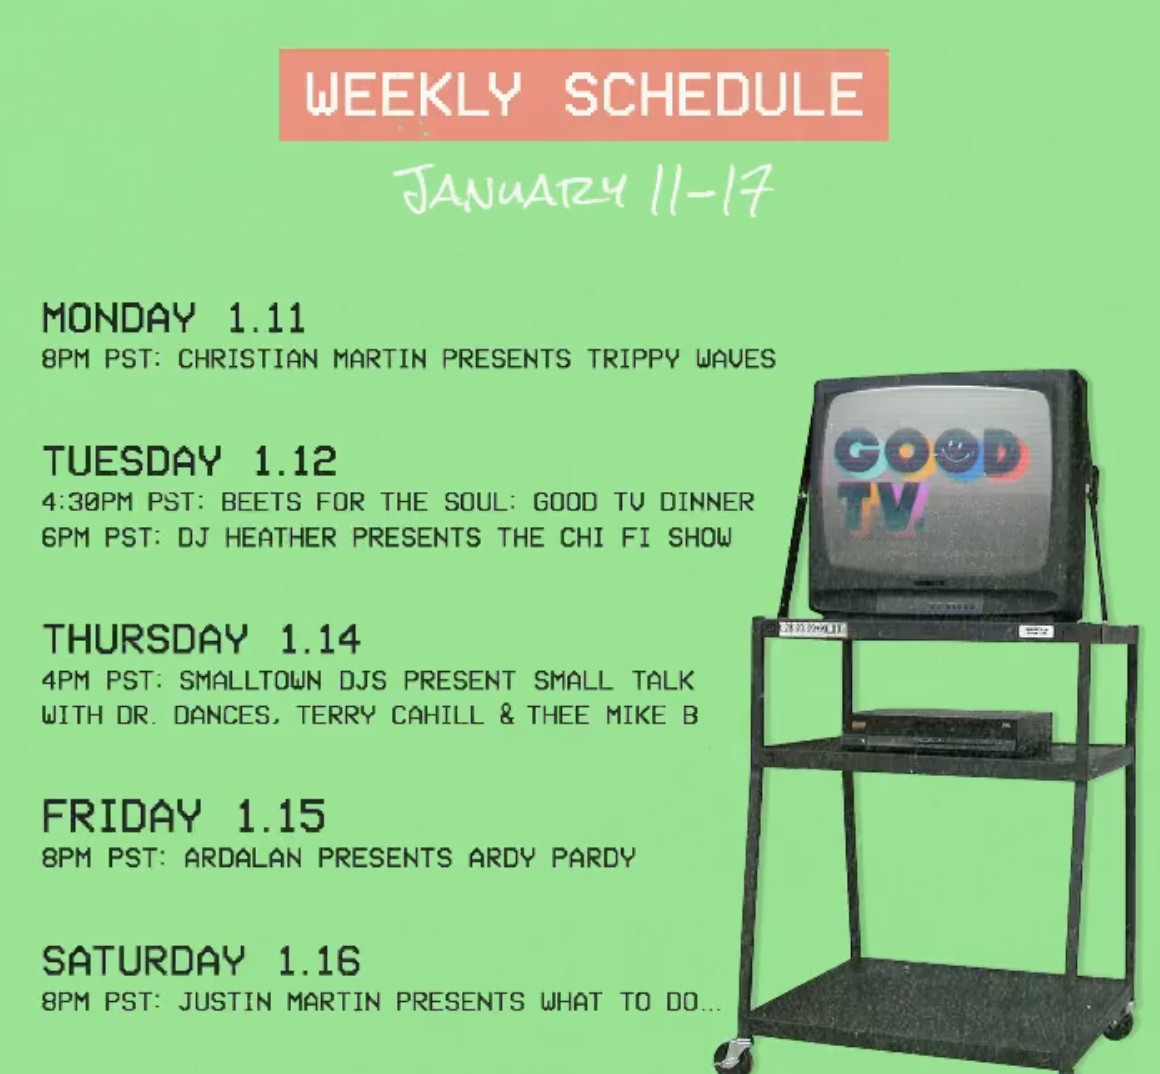 WEEKLY SCHEDULE
JANUARY 11-17
MONDAY 1.11
8PM PST: CHRISTIAN MARTIN PRESENTS TRIPPY WAVES
TUESDAY 1.12
4:30PM PST: BEETS FOR THE SOUL: GOOD TV DINNER
6PM PST: DJ HEATHER PRESENTS THE CHI FI SHOW
THURSDAY 1.14
4PM PST: SMALLTOWN DJS PRESENT SMALL TALK
WITH DR. DANCES, TERRY CAHILL & THEE MIKE B
FRIDAY 1.15
8PM PST: ARDALAN PRESENTS ARDY PARDY
SATURDAY 1.16
8PM PST: JUSTIN MARTIN PRESENTS WHAT TO DO...
GOOD
TV.